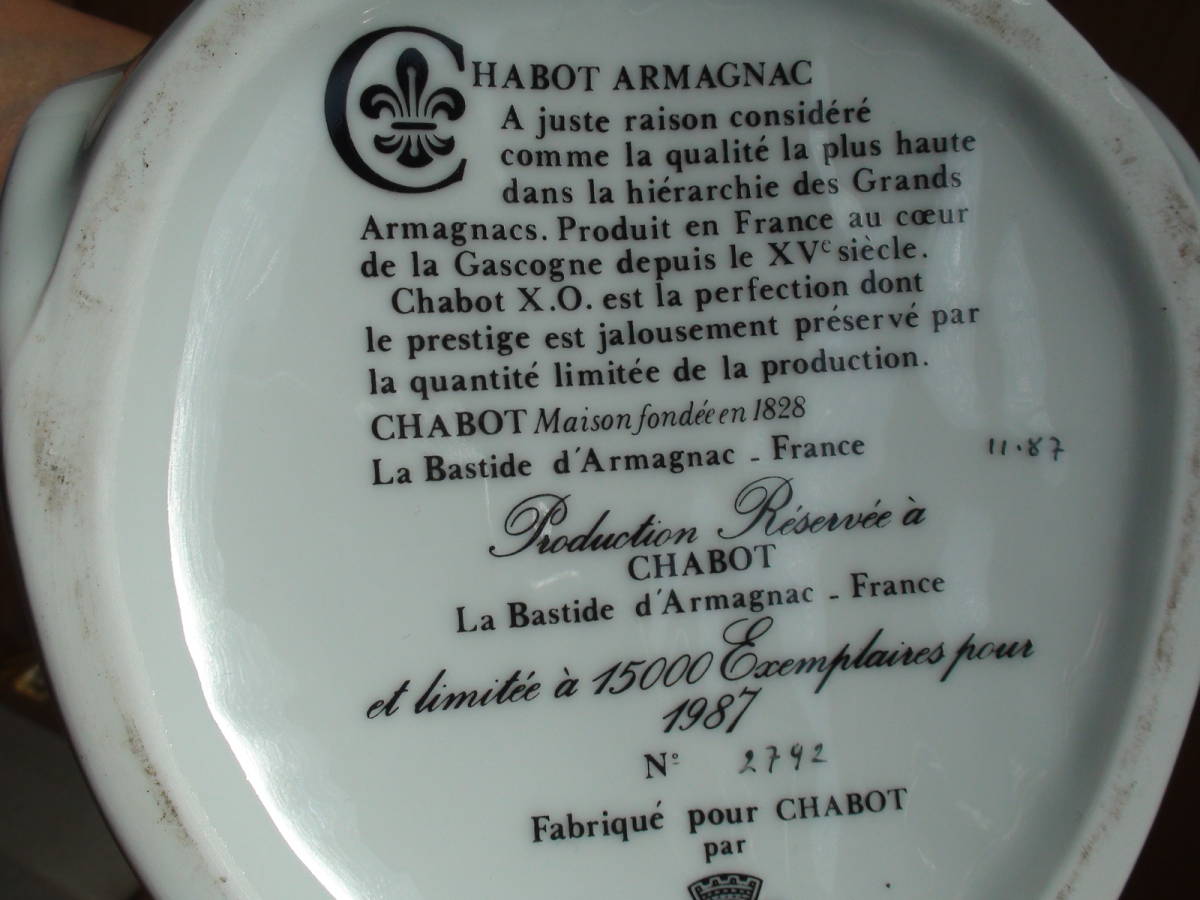 CHABOT ARMAGNAC
A juste raison considéré
comme la qualité la plus haute
dans la hiérarchie des Grands
Armagnacs. Produit en France au cœur
de la Gascogne depuis le XVe siècle.
Chabot X.O. est la perfection dont
le prestige est jalousement préservé par
la quantité limitée de la production.
CHABOT Maison fondée en 1828
La Bastide d'Armagnac - France
11.87
Production Réservée à
CHABOT
La Bastide d'Armagnac - France
et limitée à 15000 Exemplaires pour
1987
N° 2792
Fabriqué pour CHABOT
par